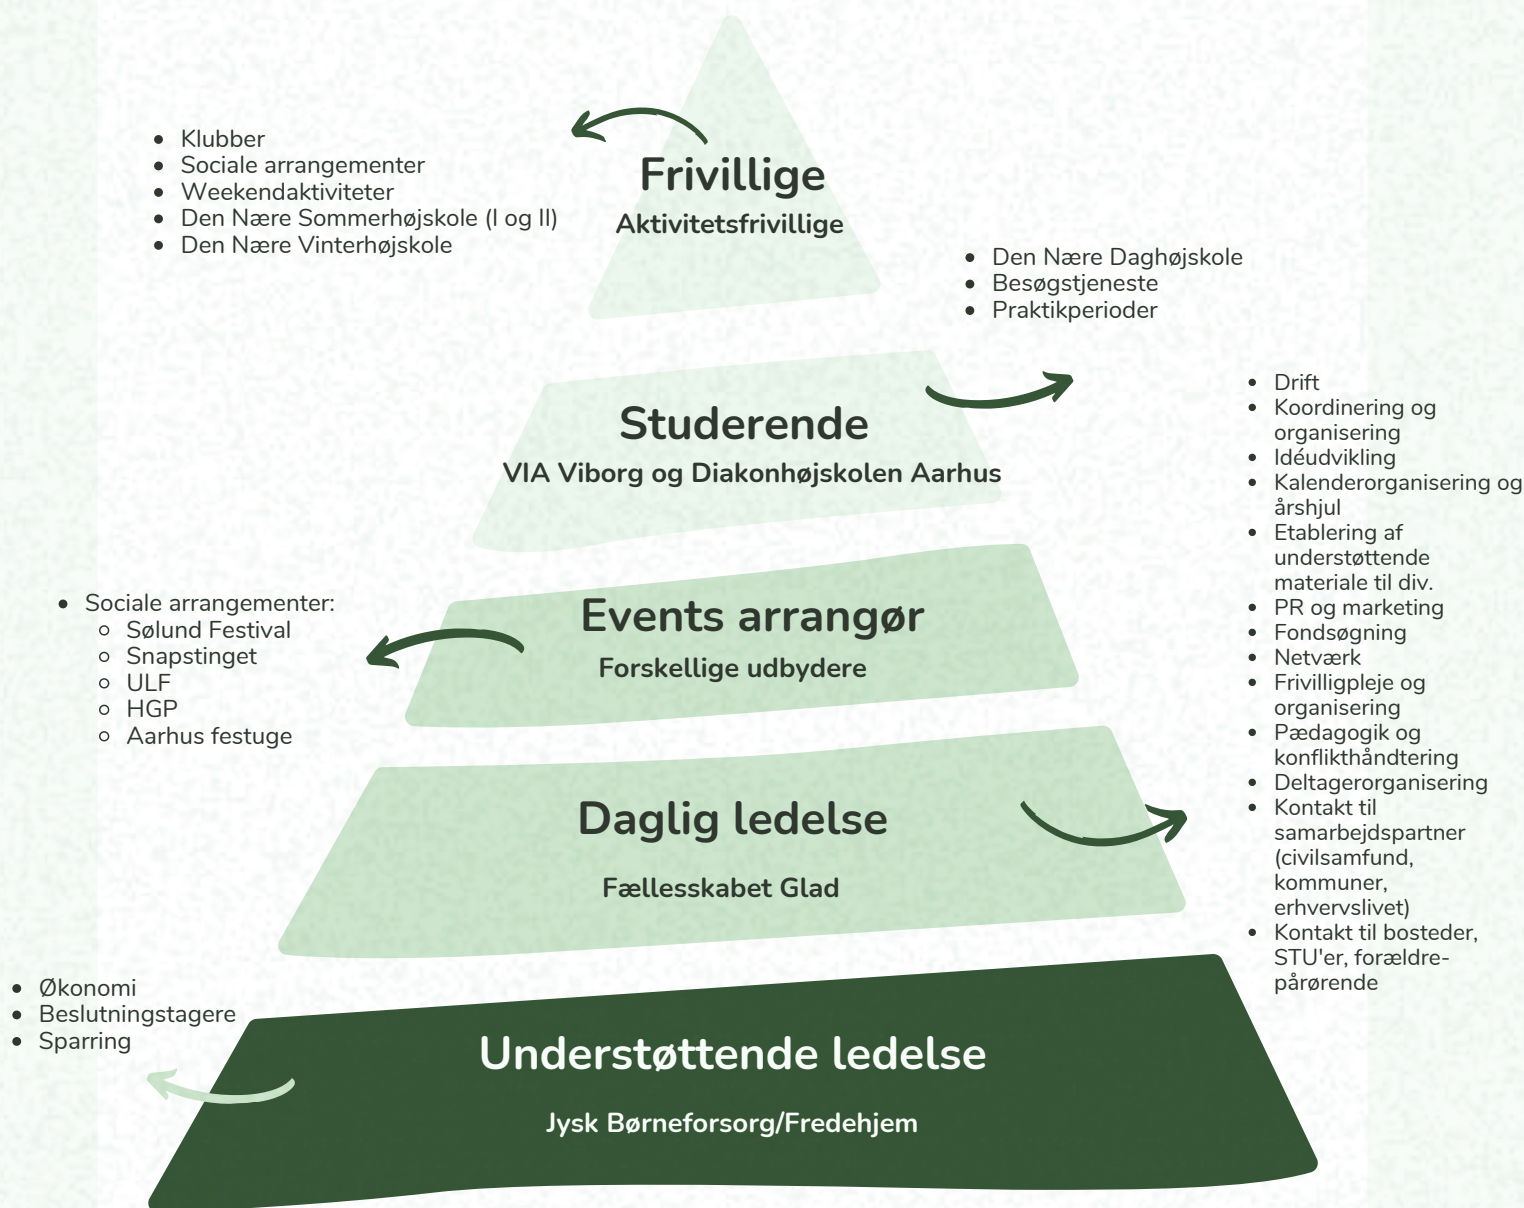 Klubber
Sociale arrangementer
Weekendaktiviteter
Den Nære Sommerhøjskole (I og II)
Den Nære Vinterhøjskole
Frivillige
Aktivitetsfrivillige
Den Nære Daghøjskole
Besøgstjeneste
Praktikperioder
Studerende
VIA Viborg og Diakonhøjskolen Aarhus
Sociale arrangementer:
Sølund Festival
Snapstinget
ULF
HGP
Aarhus festuge
Events arrangør
Forskellige udbydere
Drift
Koordinering og
organisering
Idéudvikling
Kalenderorganisering og
årshjul
Etablering af
understøttende
materiale til div.
PR og marketing
Fondsøgning
Netværk
Frivilligpleje og
organisering
Pædagogik og
konflikthåndtering
Deltagerorganisering
Kontakt til
samarbejdspartner
(civilsamfund,
kommuner,
erhvervslivet)
Kontakt til bosteder,
STU'er, forældre-
pårørende
Daglig ledelse
Fællesskabet Glad
Økonomi
Beslutningstagere
Sparring
Understøttende ledelse
Jysk Børneforsorg/Fredehjem